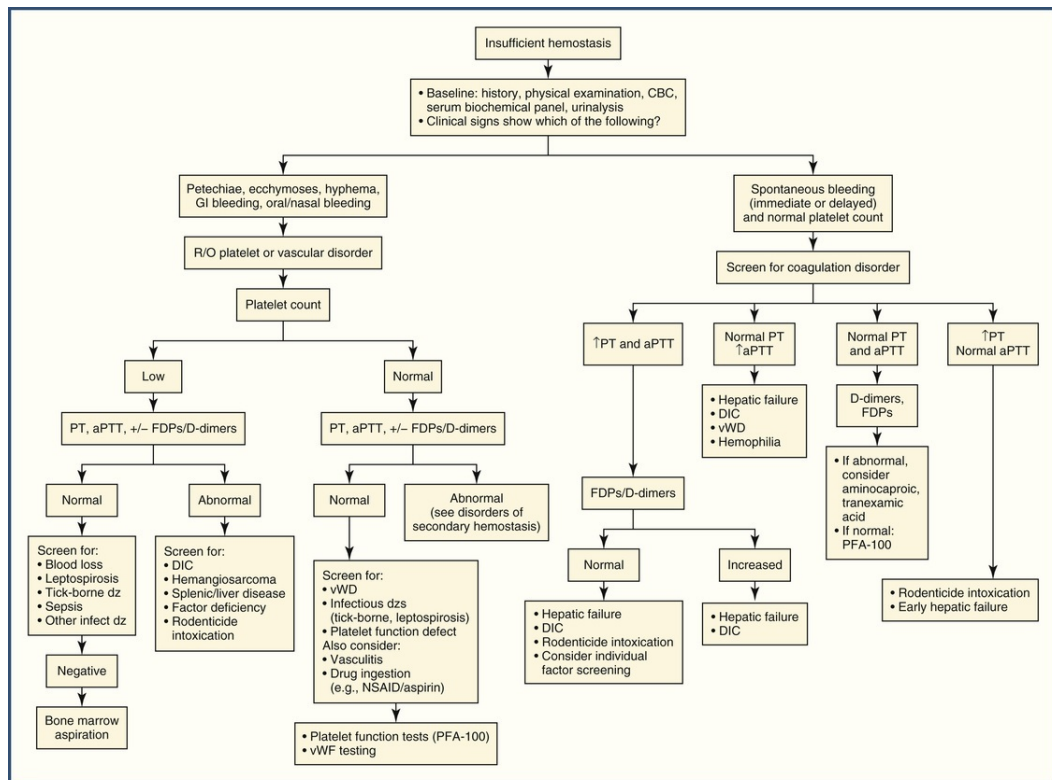 Insufficient hemostasis
• Baseline: history, physical examination, CBC,
serum biochemical panel, urinalysis
• Clinical signs show which of the following?
Petechiae, ecchymoses, hyphema,
GI bleeding, oral/nasal bleeding
R/O platelet or vascular disorder
Platelet count
Low
PT, aPTT, +/– FDPs/D-dimers
Normal
Screen for:
• Blood loss
• Leptospirosis
• Tick-borne dz
• Sepsis
• Other infect dz
Negative
Bone marrow
aspiration
Abnormal
Screen for:
• DIC
• Hemangiosarcoma
• Splenic/liver disease
• Factor deficiency
• Rodenticide
intoxication
Normal
PT, aPTT, +/– FDPs/D-dimers
Normal
Screen for:
• vWD
• Infectious dzs
(tick-borne, leptospirosis)
• Platelet function defect
Also consider:
• Vasculitis
• Drug ingestion
(e.g., NSAID/aspirin)
• Platelet function tests (PFA-100)
• vWF testing
Abnormal
(see disorders of
secondary hemostasis)
Spontaneous bleeding
(immediate or delayed)
and normal platelet count
Screen for coagulation disorder
↑PT and aPTT
FDPs/D-dimers
Normal
• Hepatic failure
• DIC
• Rodenticide intoxication
• Consider individual
factor screening
Increased
• Hepatic failure
• DIC
Normal PT
↑aPTT
• Hepatic failure
• DIC
• vWD
• Hemophilia
Normal PT
and aPTT
D-dimers,
FDPs
• If abnormal,
consider
aminocaproic,
tranexamic
acid
• If normal:
PFA-100
↑PT
Normal aPTT
• Rodenticide intoxication
• Early hepatic failure